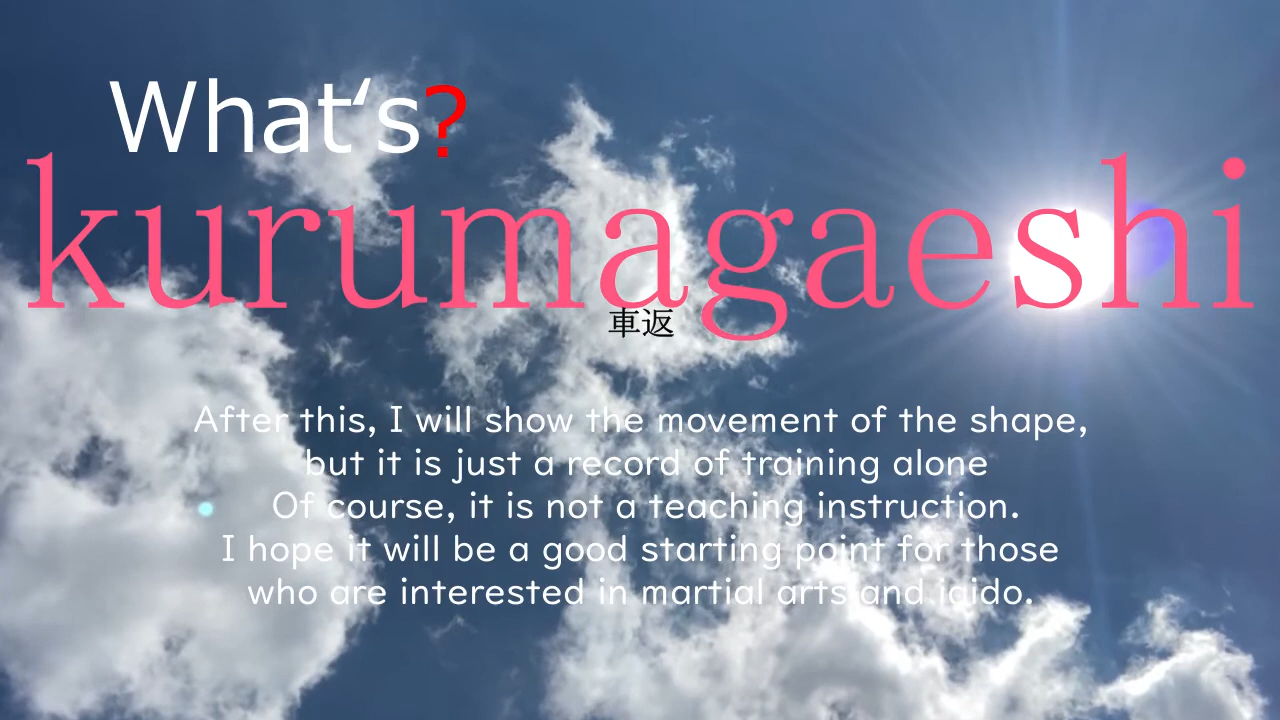 What‘s?
kurumagaeshi
車返
After this, I will show the movement of the shape,
but it is just a record of training alone
Of course, it is not a teaching instruction.
I hope it will be a good starting point for those
who are interested in martial arts and iaido.